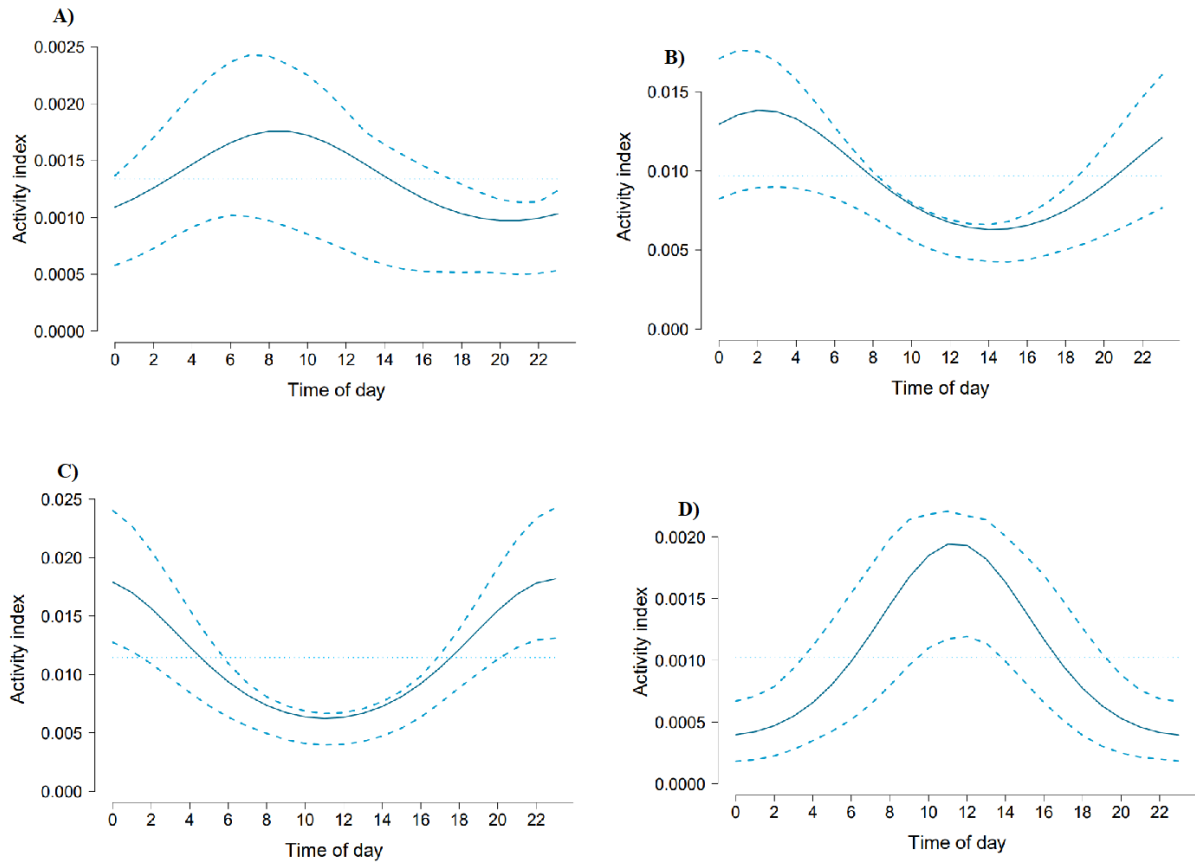 A)
0.0025
0.0020
0.0015
0.0010
0.0005
0.0000
Activity index
0 2 4 6 8 10 12 14 16 18 20 22
Time of day
B)
0.015
0.010
0.005
0.000
Activity index
0 2 4 6 8 10 12 14 16 18 20 22
Time of day
C)
0.025
0.020
0.015
0.010
0.005
0.000
Activity index
0 2 4 6 8 10 12 14 16 18 20 22
Time of day
D)
0.0020
0.0015
0.0010
0.0005
0.0000
Activity index
0 2 4 6 8 10 12 14 16 18 20 22
Time of day